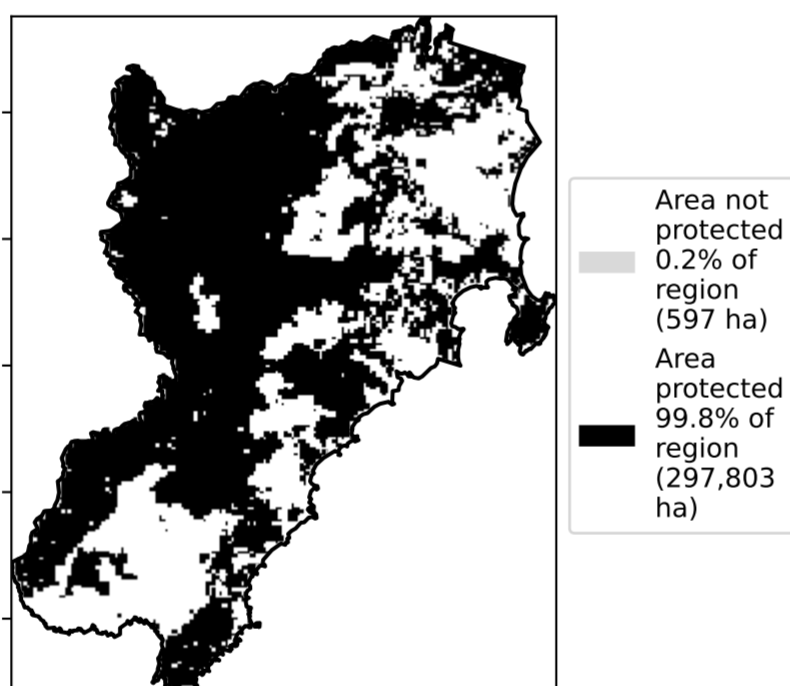 Area not
protected
0.2% of
region
(597 ha)
Area
protected
99.8% of
region
(297,803
ha)